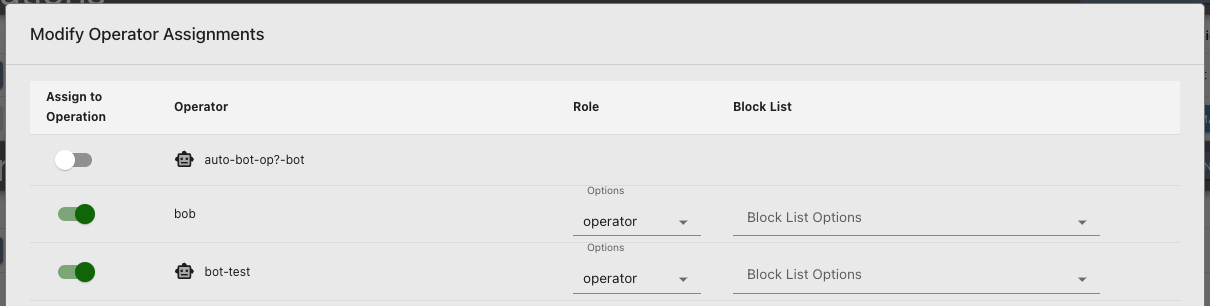 Modify Operator Assignments
Assign to
Operation
Operator
Role
Block List
auto-bot-op?-bot
bob
Options
operator
Block List Options
bot-test
Options
operator
Block List Options